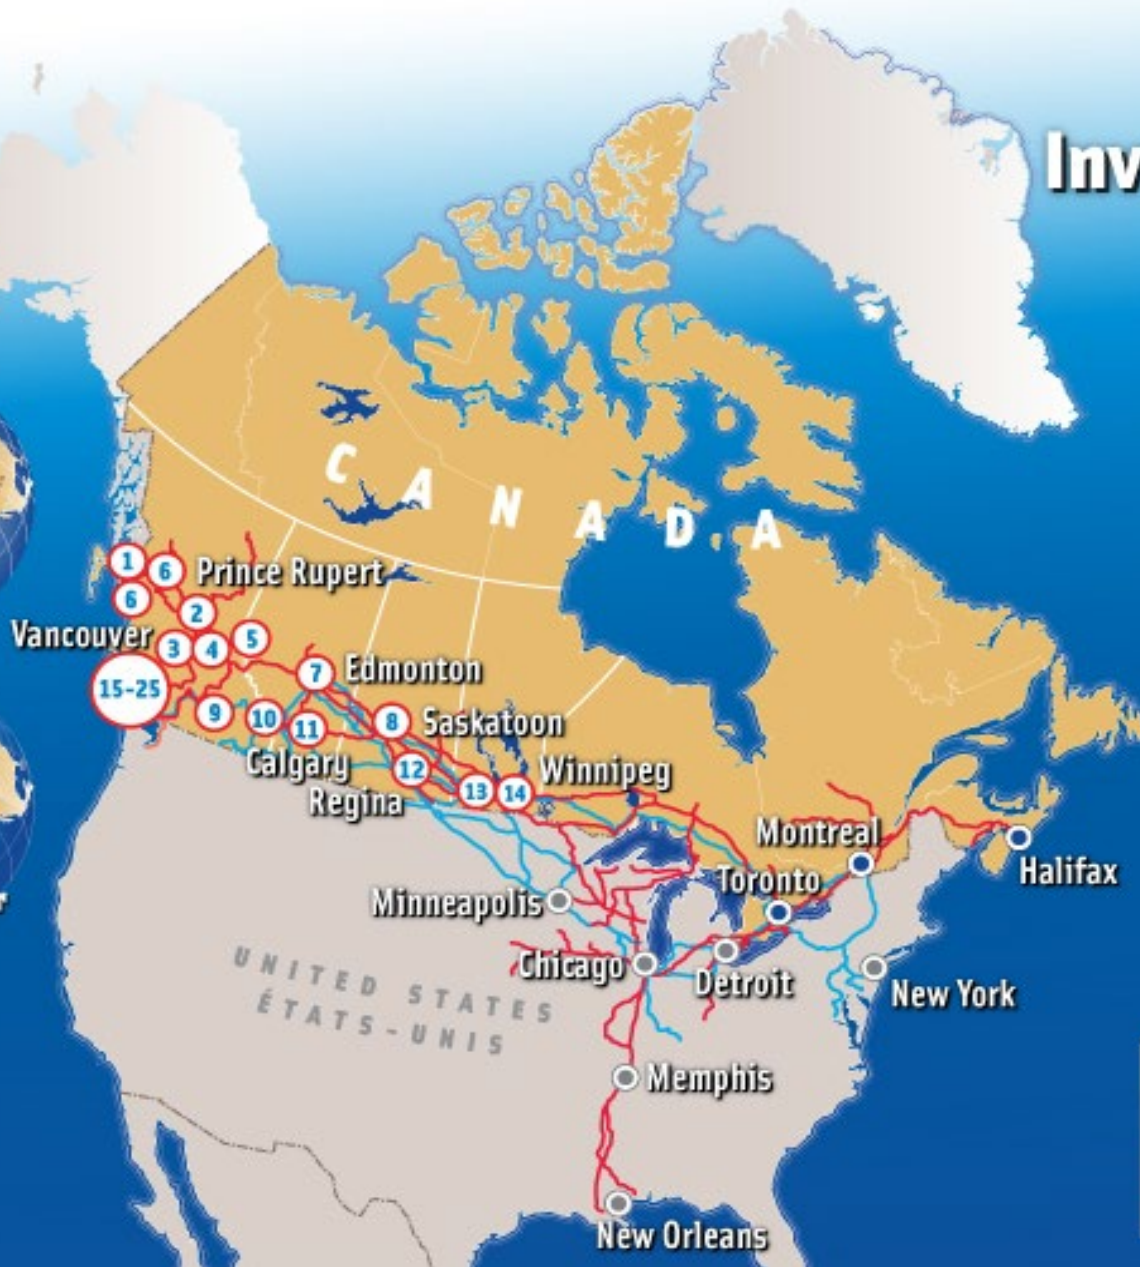 Inv
C A N A D A
1
6
Prince Rupert
6
2
Vancouver
3
4
5
15-25
7
Edmonton
9
10
11
8
Saskatoon
Calgary
12
Winnipeg
Regina
13
14
Montreal
Halifax
Toronto
Minneapolis
Chicago
Detroit
New York
UNITED STATES
ÉTATS-UNIS
Memphis
New Orleans